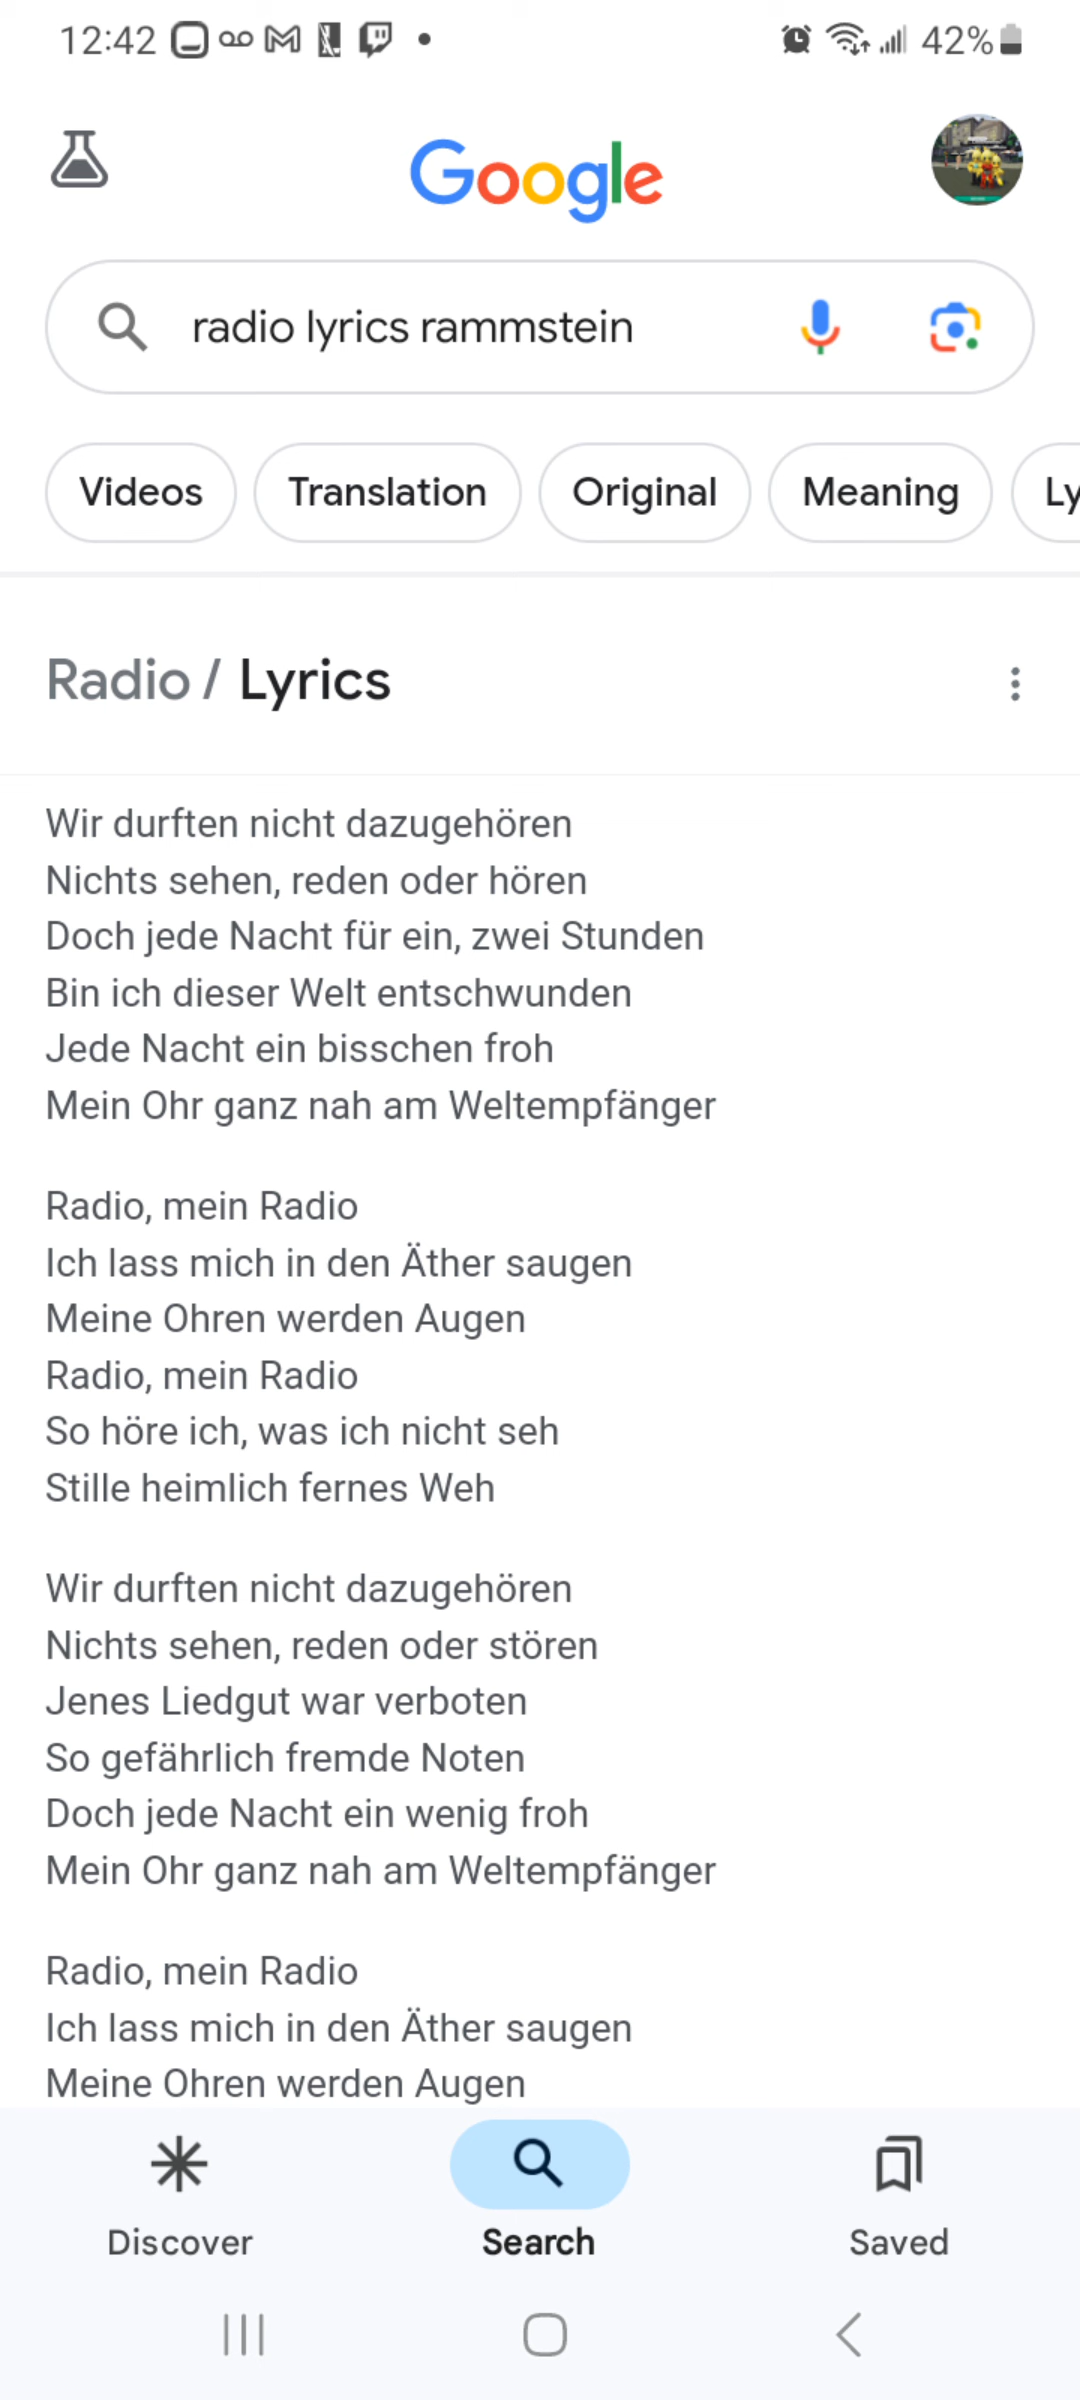 12:42
42%
Google
radio lyrics rammstein
Videos Translation Original Meaning Ly
Radio / Lyrics
Wir durften nicht dazugehören
Nichts sehen, reden oder hören
Doch jede Nacht für ein, zwei Stunden
Bin ich dieser Welt entschwunden
Jede Nacht ein bisschen froh
Mein Ohr ganz nah am Weltempfänger
Radio, mein Radio
Ich lass mich in den Äther saugen
Meine Ohren werden Augen
Radio, mein Radio
So höre ich, was ich nicht seh
Stille heimlich fernes Weh
Wir durften nicht dazugehören
Nichts sehen, reden oder stören
Jenes Liedgut war verboten
So gefährlich fremde Noten
Doch jede Nacht ein wenig froh
Mein Ohr ganz nah am Weltempfänger
Radio, mein Radio
Ich lass mich in den Äther saugen
Meine Ohren werden Augen
Discover Search Saved